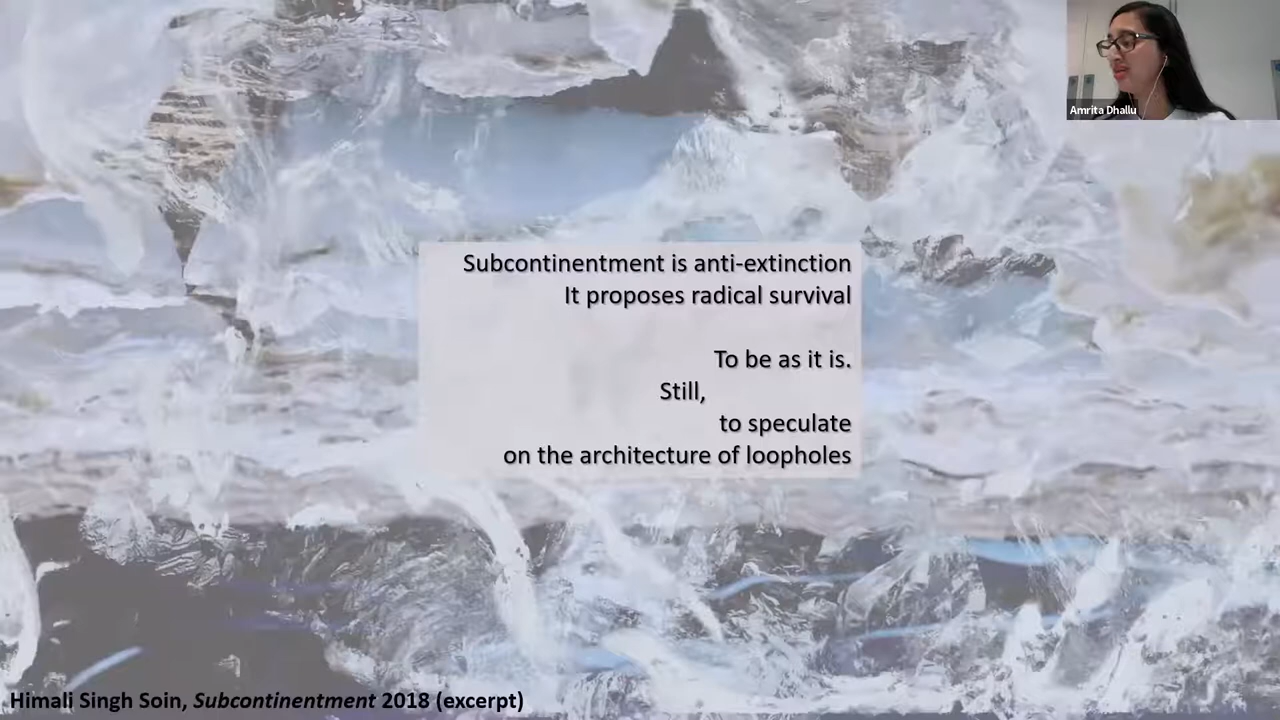 Amrita Dhallu
Subcontinentment is anti-extinction
It proposes radical survival
To be as it is.
Still,
to speculate
on the architecture of loopholes
Himali Singh Soin, Subcontinentment 2018 (excerpt)